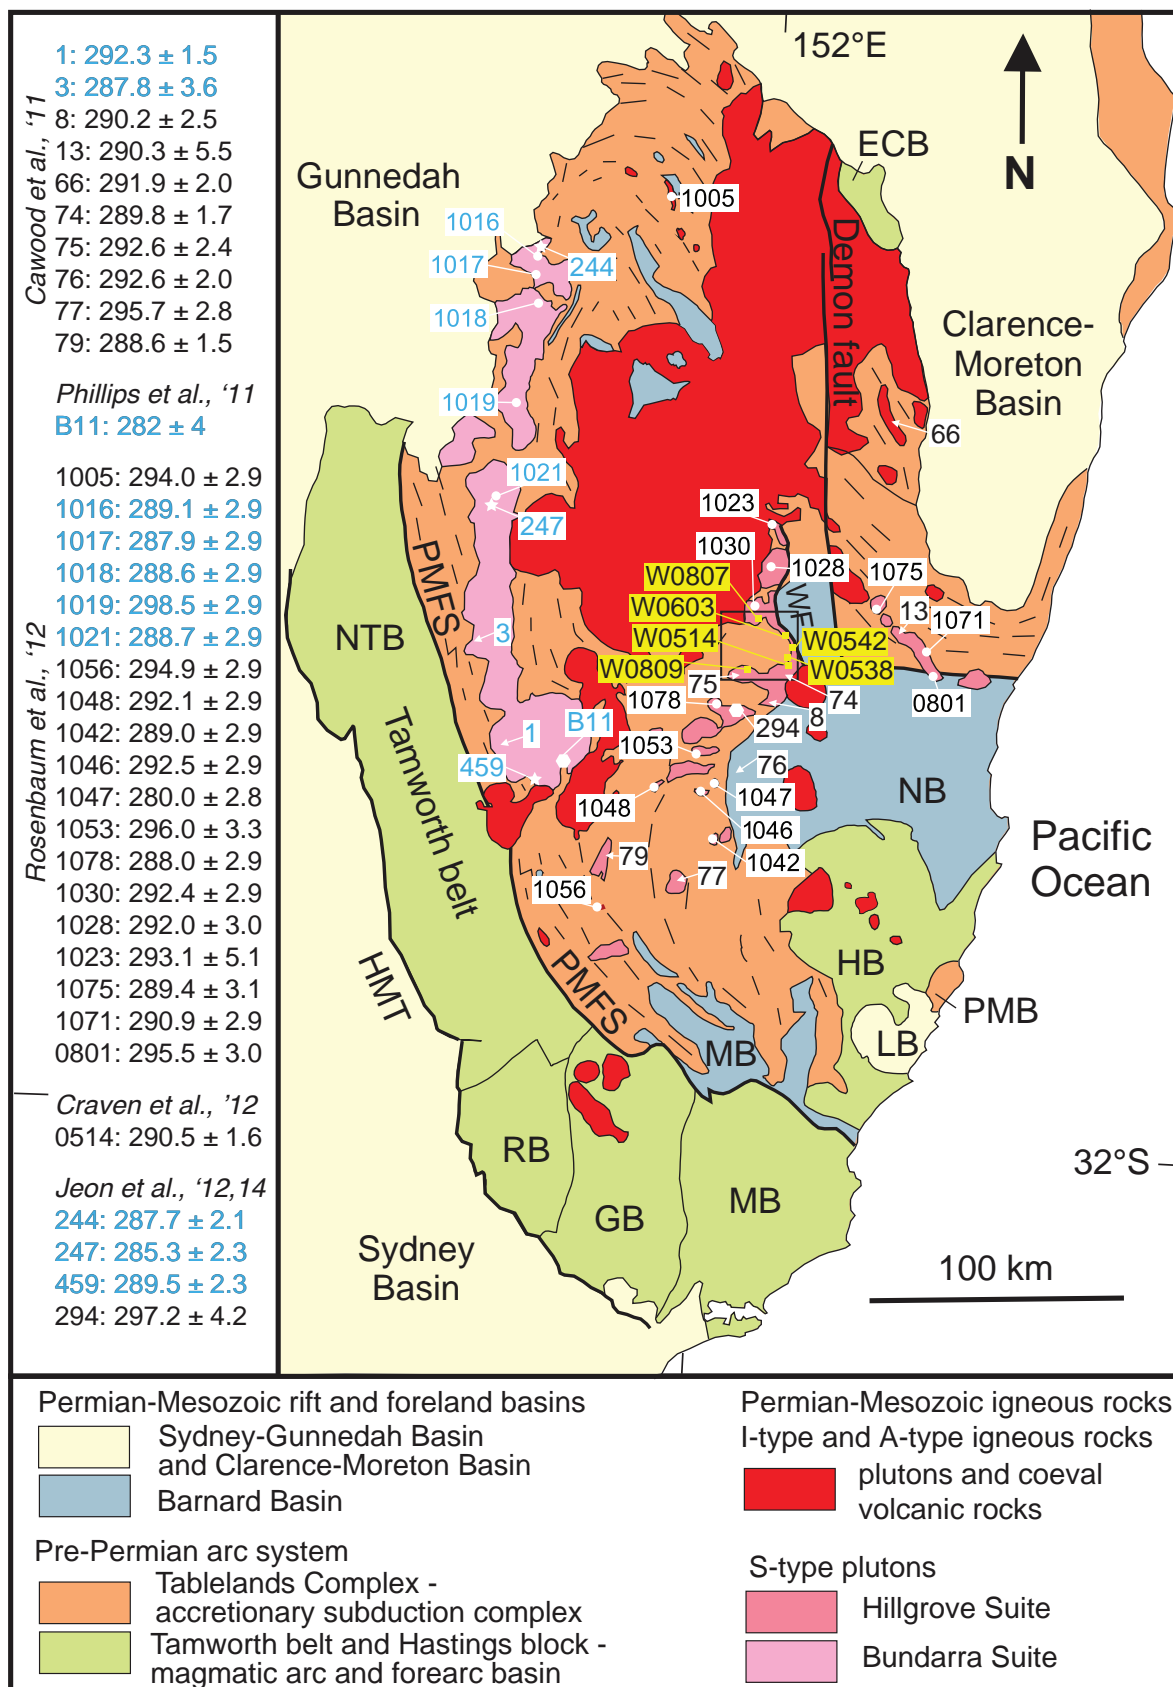 Cawood et al., ‘11
1: 292.3 ± 1.5
3: 287.8 ± 3.6
8: 290.2 ± 2.5
13: 290.3 ± 5.5
66: 291.9 ± 2.0
74: 289.8 ± 1.7
75: 292.6 ± 2.4
76: 292.6 ± 2.0
77: 295.7 ± 2.8
79: 288.6 ± 1.5
Phillips et al., ‘11
B11: 282 ± 4
Rosenbaum et al., ‘12
1005: 294.0 ± 2.9
1016: 289.1 ± 2.9
1017: 287.9 ± 2.9
1018: 288.6 ± 2.9
1019: 298.5 ± 2.9
1021: 288.7 ± 2.9
1056: 294.9 ± 2.9
1048: 292.1 ± 2.9
1042: 289.0 ± 2.9
1046: 292.5 ± 2.9
1047: 280.0 ± 2.8
1053: 296.0 ± 3.3
1078: 288.0 ± 2.9
1030: 292.4 ± 2.9
1028: 292.0 ± 3.0
1023: 293.1 ± 5.1
1075: 289.4 ± 3.1
1071: 290.9 ± 2.9
0801: 295.5 ± 3.0
Craven et al., ‘12
0514: 290.5 ± 1.6
Jeon et al., ‘12,14
244: 287.7 ± 2.1
247: 285.3 ± 2.3
459: 289.5 ± 2.3
294: 297.2 ± 4.2
152°E
N
ECB
Gunnedah
Basin
1005
1016
244
1017
1018
Demon fault
Clarence-
Moreton
Basin
1019
66
1021
247
1023
1030
1028
1075
PMFS
W0807
WF
13
W0603
1071
NTB
3
W0514
W0542
W0809
W0538
75
74
0801
1078
8
294
Tamworth belt
1
B11
1053
76
459
NB
1048
1047
1046
Pacific
Ocean
79
1042
77
1056
HB
HMT
PMFS
PMB
MB
LB
RB
32°S
GB
MB
Sydney
Basin
100 km
Permian-Mesozoic rift and foreland basins
Sydney-Gunnedah Basin
and Clarence-Moreton Basin
Barnard Basin
Pre-Permian arc system
Tablelands Complex -
accretionary subduction complex
Tamworth belt and Hastings block -
magmatic arc and forearc basin
Permian-Mesozoic igneous rocks
I-type and A-type igneous rocks
plutons and coeval
volcanic rocks
S-type plutons
Hillgrove Suite
Bundarra Suite